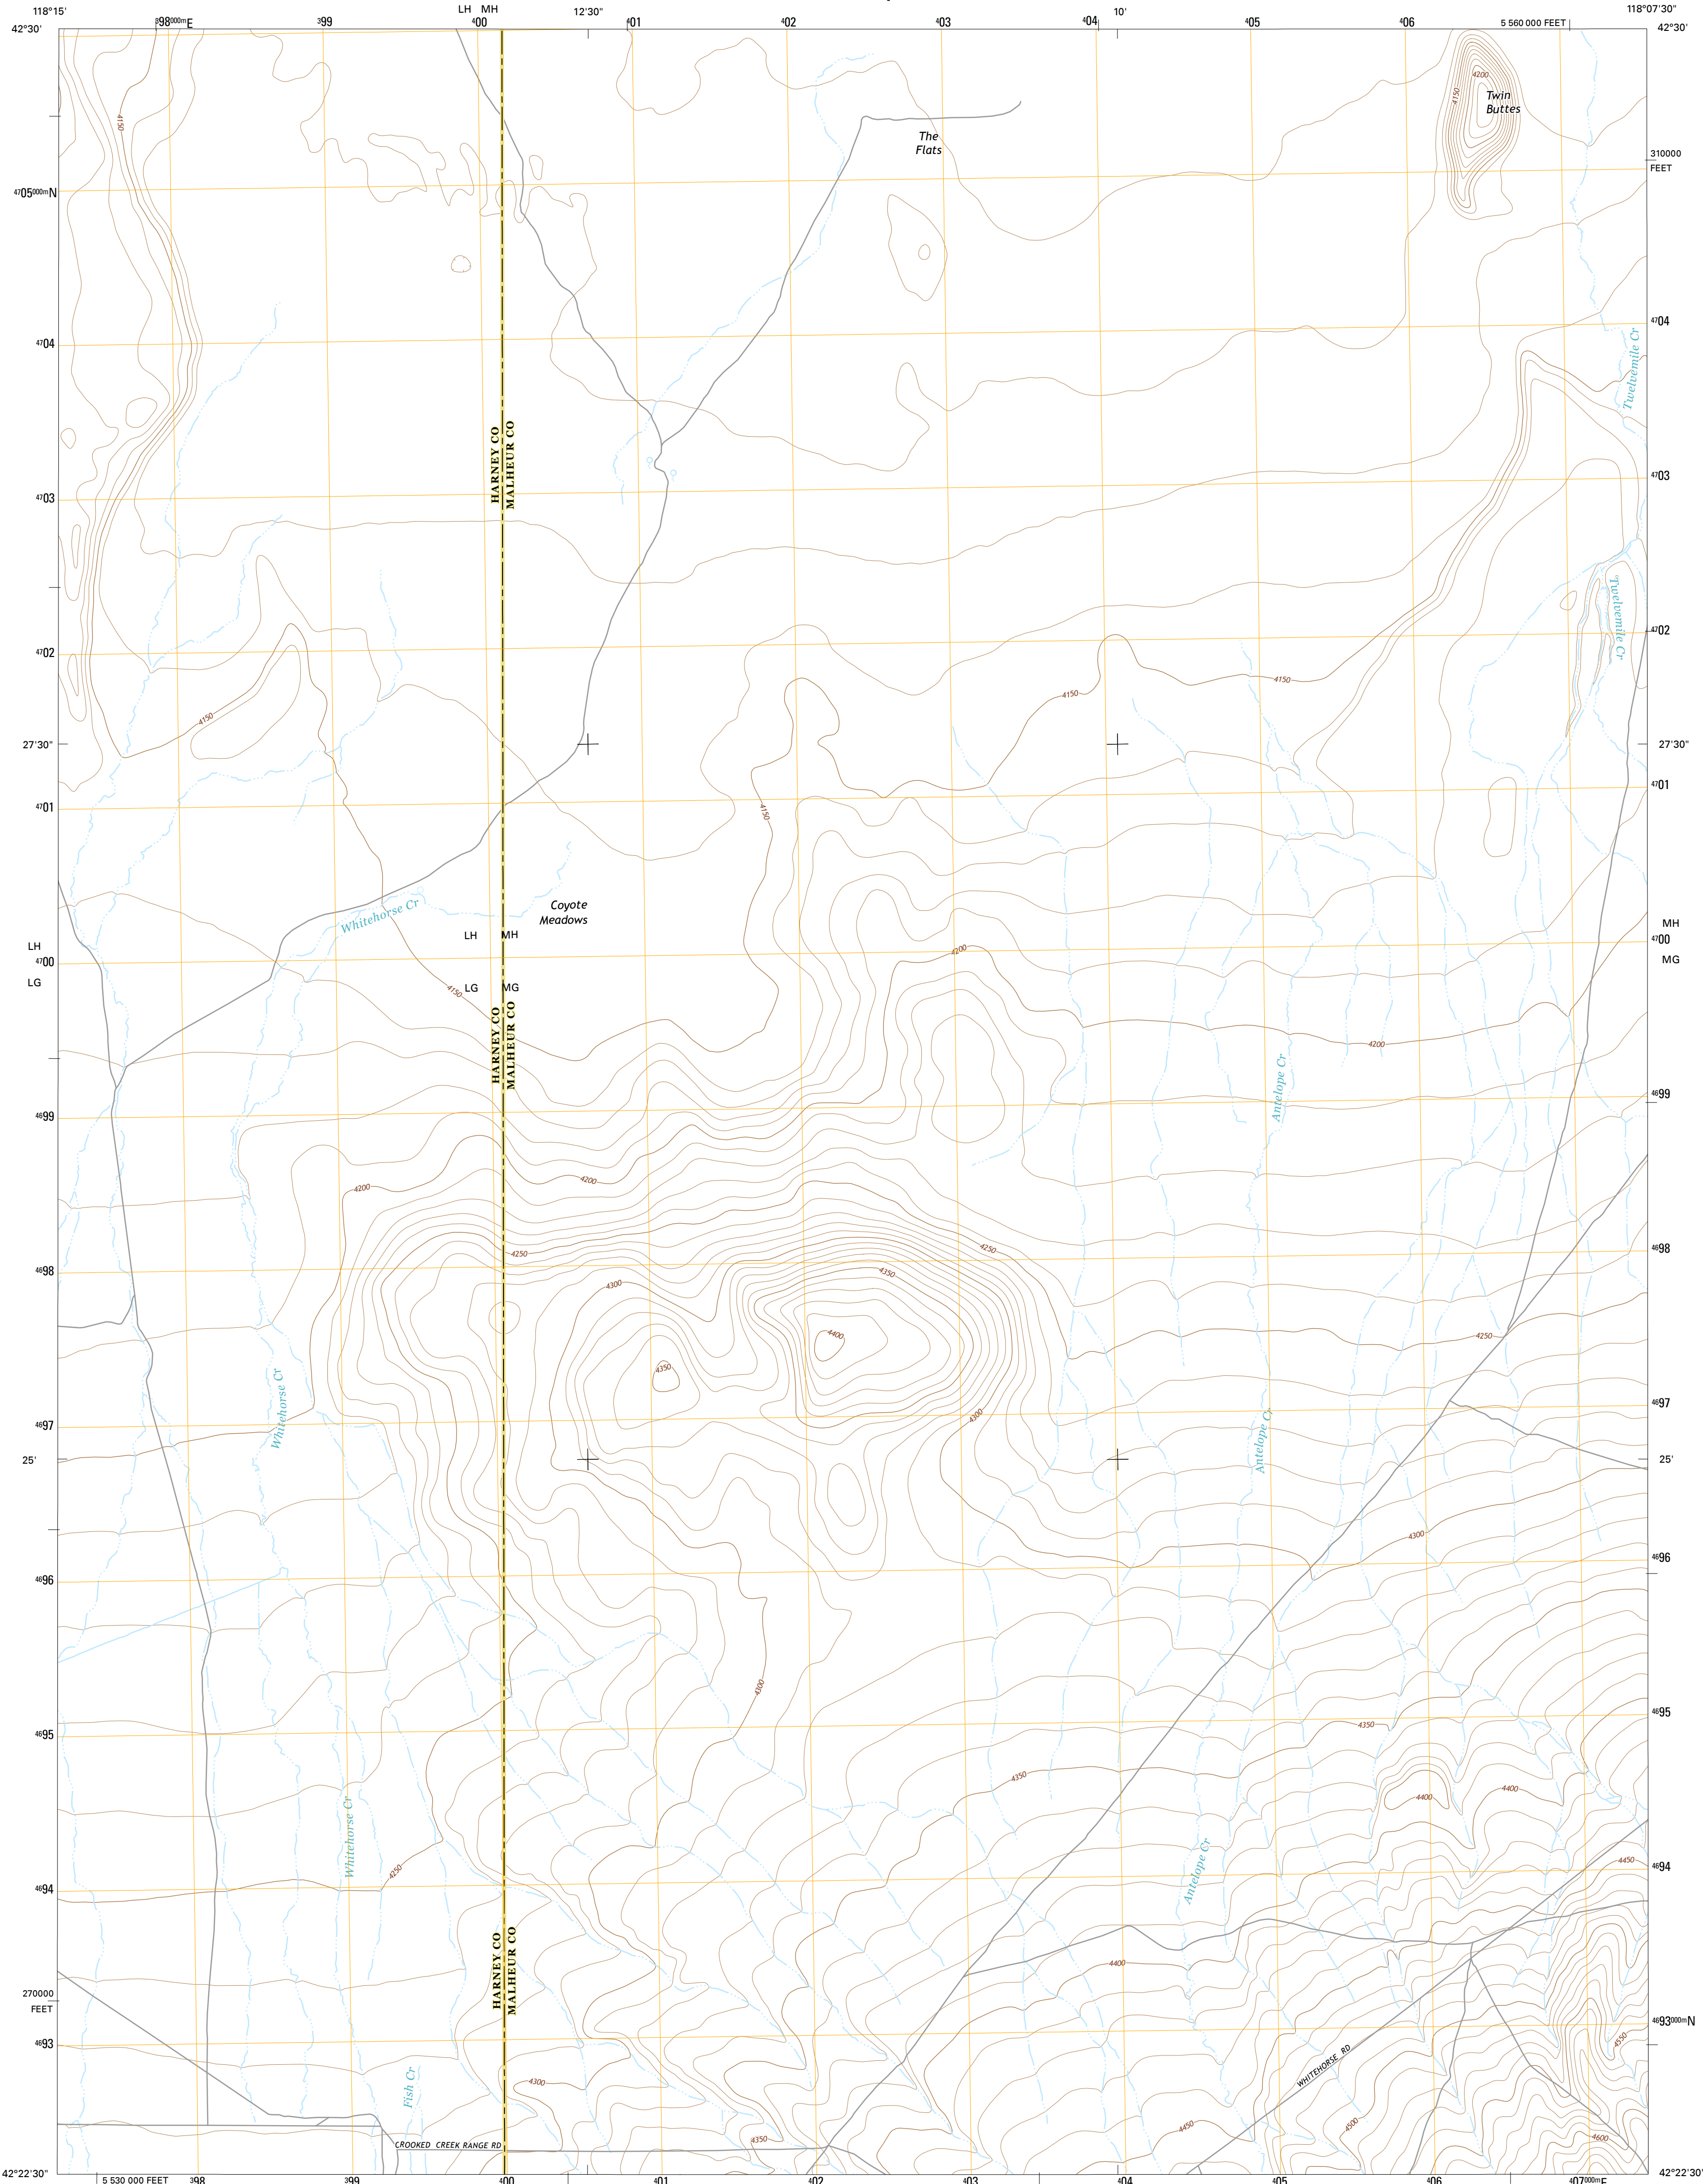 LH MH
118°15'
398000mE
399
400
12'30"
401
402
403
404
10'
405
406
5 560 000 FEET
118°07'30"
42°30'
42°30'
4200
4150
Twin
Buttes
4150
The
Flats
310000
FEET
4705000mN
4704
4704
Twelvemile Cr
HARNEY CO
MALHEUR CO
4703
4703
Twelvemile Cr
4702
4702
4150
4150
4150
27'30"
27'30"
4701
4701
4150
Whitehorse Cr
Coyote
Meadows
LH
LH MH
MH
4200
4700
4700
LG
LG MG
MG
4150
HARNEY CO
MALHEUR CO
4200
Antelope Cr
4699
4699
4200
4200
4250
4250
4698
4698
4300
4350
4400
4250
4350
Whitehorse Cr
4300
4697
4697
Antelope Cr
25'
25'
4300
4696
4696
4300
4695
4695
4350
4350
4400
4400
Whitehorse Cr
4250
Antelope Cr
4450
4694
4694
HARNEY CO
MALHEUR CO
4400
270000
FEET
4693
4693000mN
4550
WHITEHORSE RD
Fish Cr
4300
4450
4500
4350
4600
CROOKED CREEK RANGE RD
42°22'30"
5 530 000 FEET
398
399
400
401
402
403
404
405
406
407000mE
42°22'30"